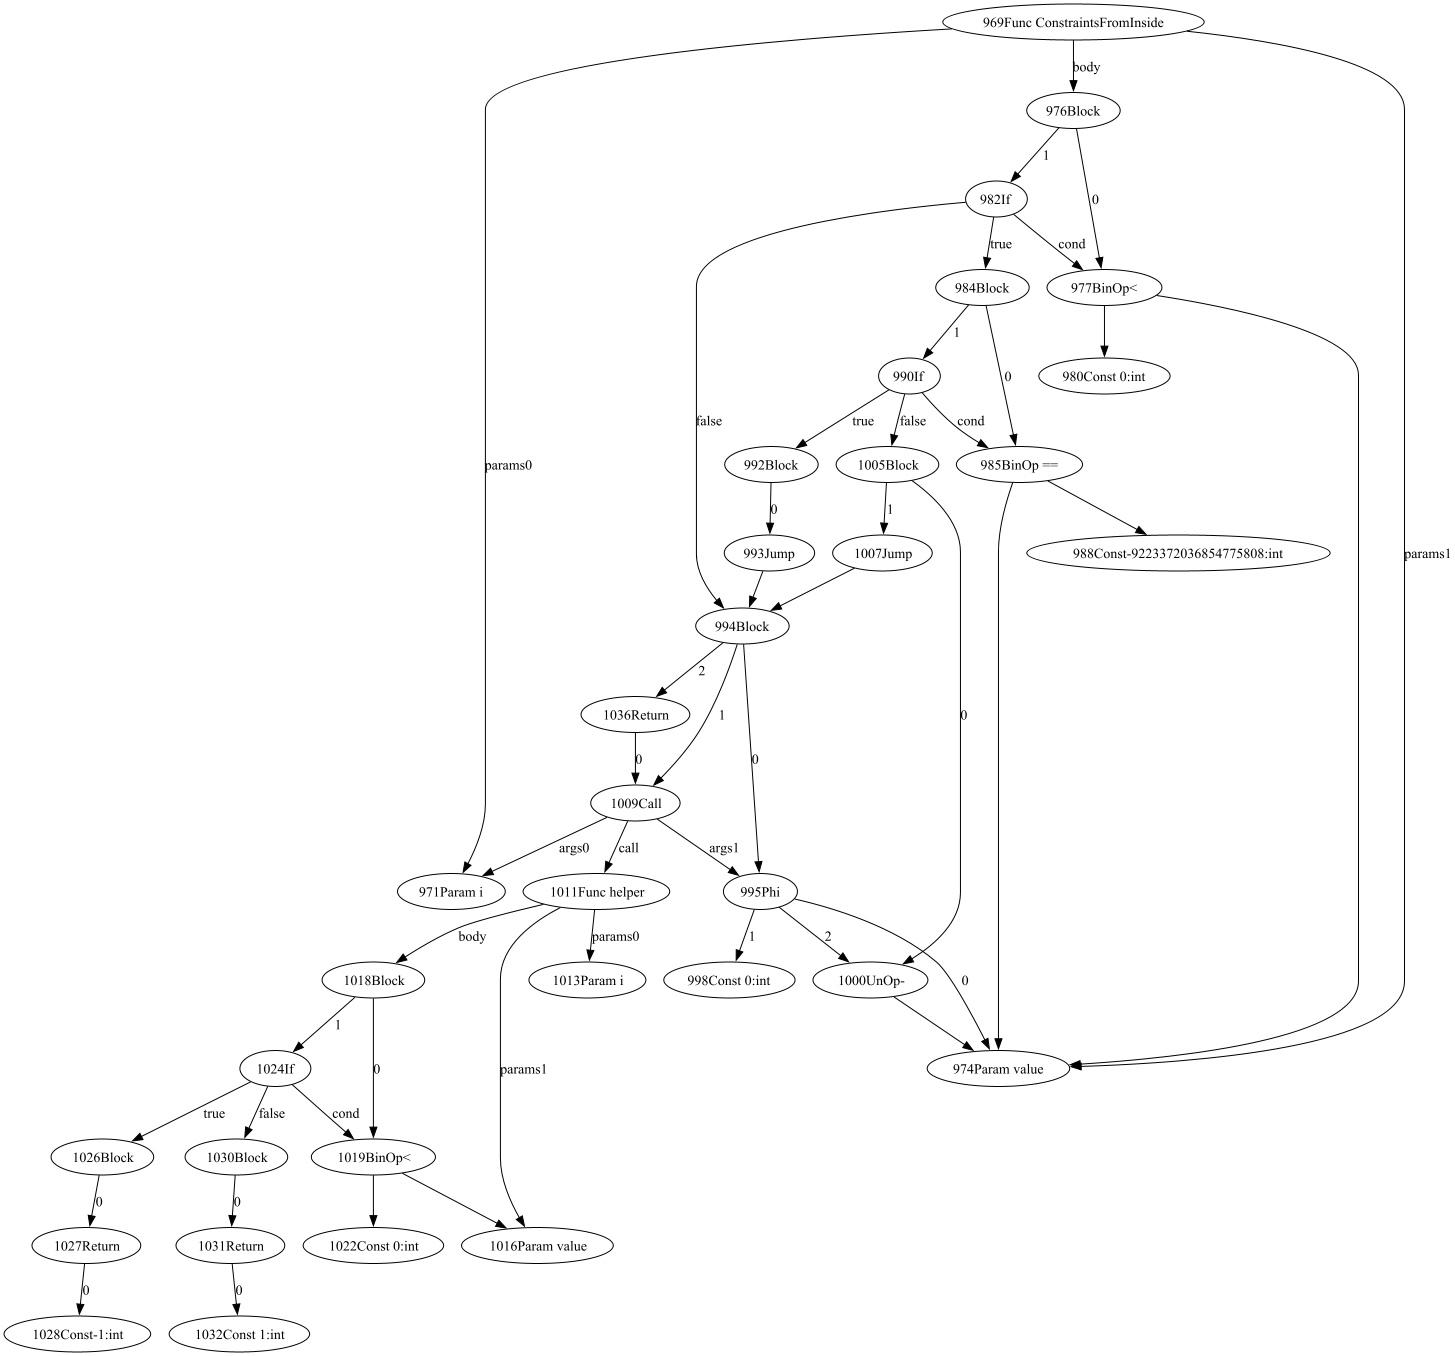 969Func ConstraintsFromInside
body
976Block
1
982If
0
true
cond
984Block
977BinOp<
1
990If
0
980Const 0:int
false
true
false
cond
params0
992Block
1005Block
985BinOp ==
0
1
993Jump
1007Jump
988Const-9223372036854775808:int
params1
994Block
2
1036Return
1
0
0
0
1009Call
args0
call
args1
971Param i
1011Func helper
995Phi
body
params0
1
2
1018Block
1013Param i
998Const 0:int
1000UnOp-
0
1
1024If
0
params1
974Param value
true
false
cond
1026Block
1030Block
1019BinOp<
0
0
1027Return
1031Return
1022Const 0:int
1016Param value
0
0
1028Const-1:int
1032Const 1:int